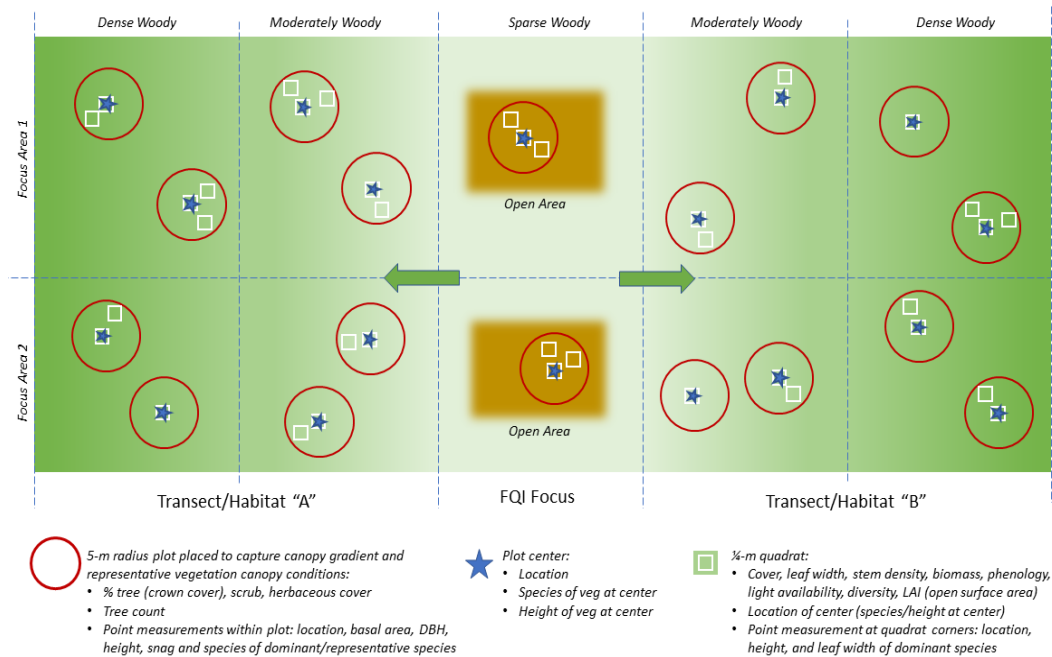 Dense Woody
Moderately Woody
Sparse Woody
Moderately Woody
Dense Woody
Focus Area 1
Open Area
Focus Area 2
Open Area
Transect/Habitat “A”
FQI Focus
Transect/Habitat “B”
5-m radius plot placed to capture canopy gradient and
representative vegetation canopy conditions:
• % tree (crown cover), scrub, herbaceous cover
• Tree count
• Point measurements within plot: location, basal area, DBH,
height, snag and species of dominant/representative species
Plot center:
• Location
• Species of veg at center
• Height of veg at center
¼-m quadrat:
• Cover, leaf width, stem density, biomass, phenology,
light availability, diversity, LAI (open surface area)
• Location of center (species/height at center)
• Point measurement at quadrat corners: location,
height, and leaf width of dominant species